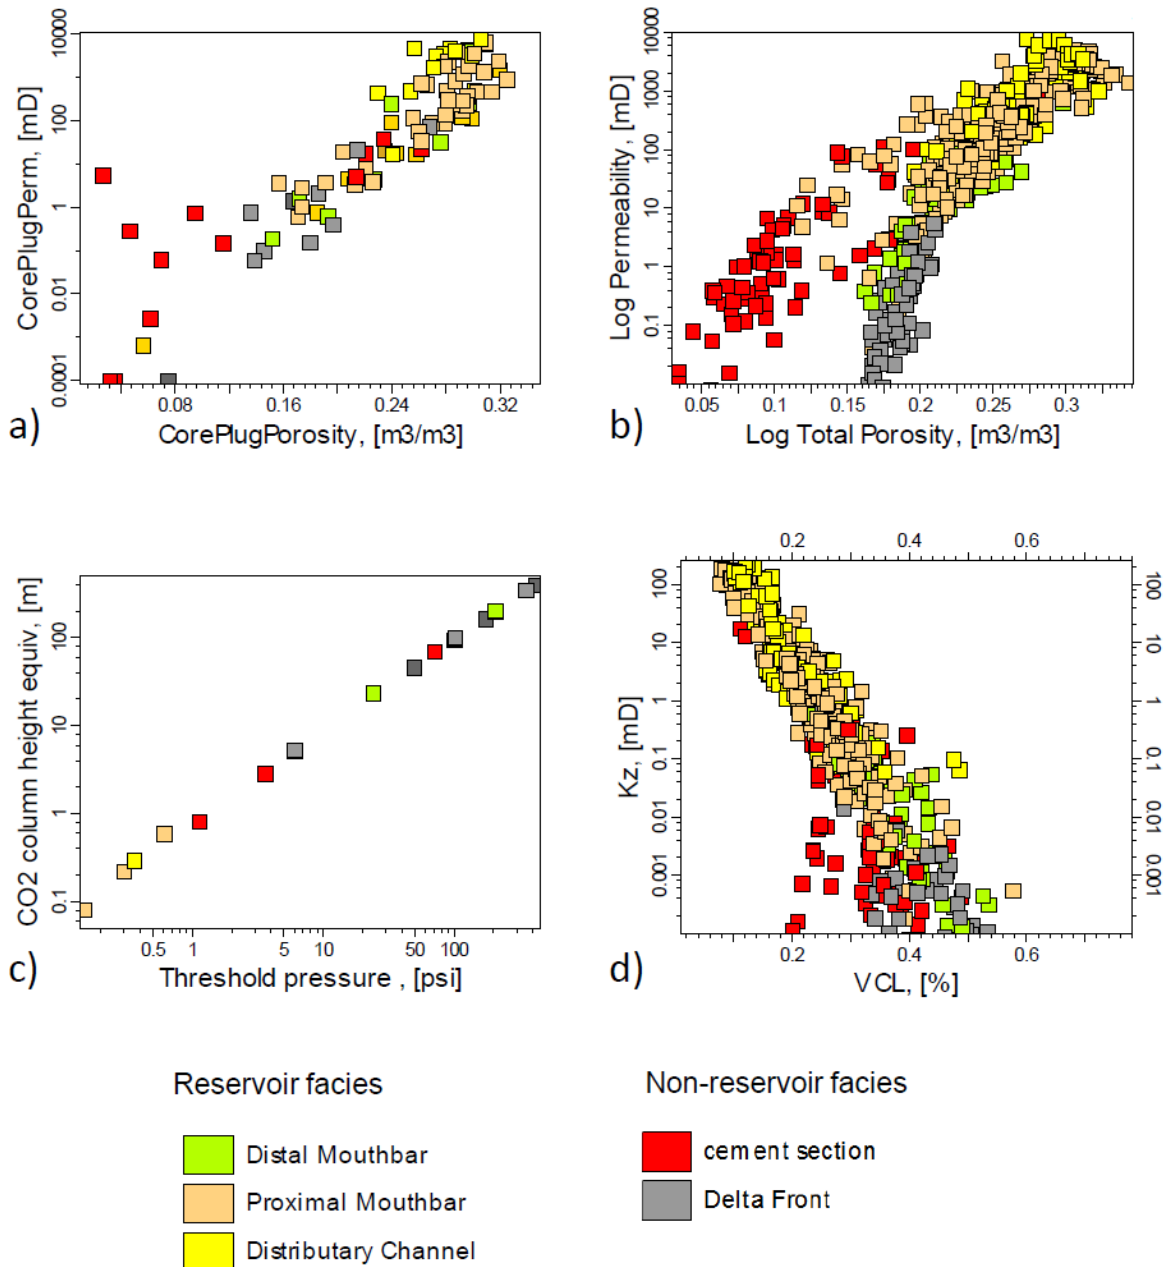 10000
100
1
0.01
0.0001
CorePlugPerm, [mD]
0.08 0.16 0.24 0.32
CorePlugPorosity, [m3/m3]
a)
10000
1000
100
10
1
0.1
Log Permeability, [mD]
0.05 0.1 0.15 0.2 0.25 0.3
Log Total Porosity, [m3/m3]
b)
100
10
1
0.1
CO2 column height equiv, [m]
0.5 1 5 10 50 100
Threshold pressure , [psi]
c)
0.2 0.4 0.6
100 100
10 10
1 1
0.1 0.1
0.01 0.01
0.001 0.001
Kz, [mD]
0.2 0.4 0.6
VCL, [%]
d)
Reservoir facies
Distal Mouthbar
Proximal Mouthbar
Distributary Channel
Non-reservoir facies
cement section
Delta Front